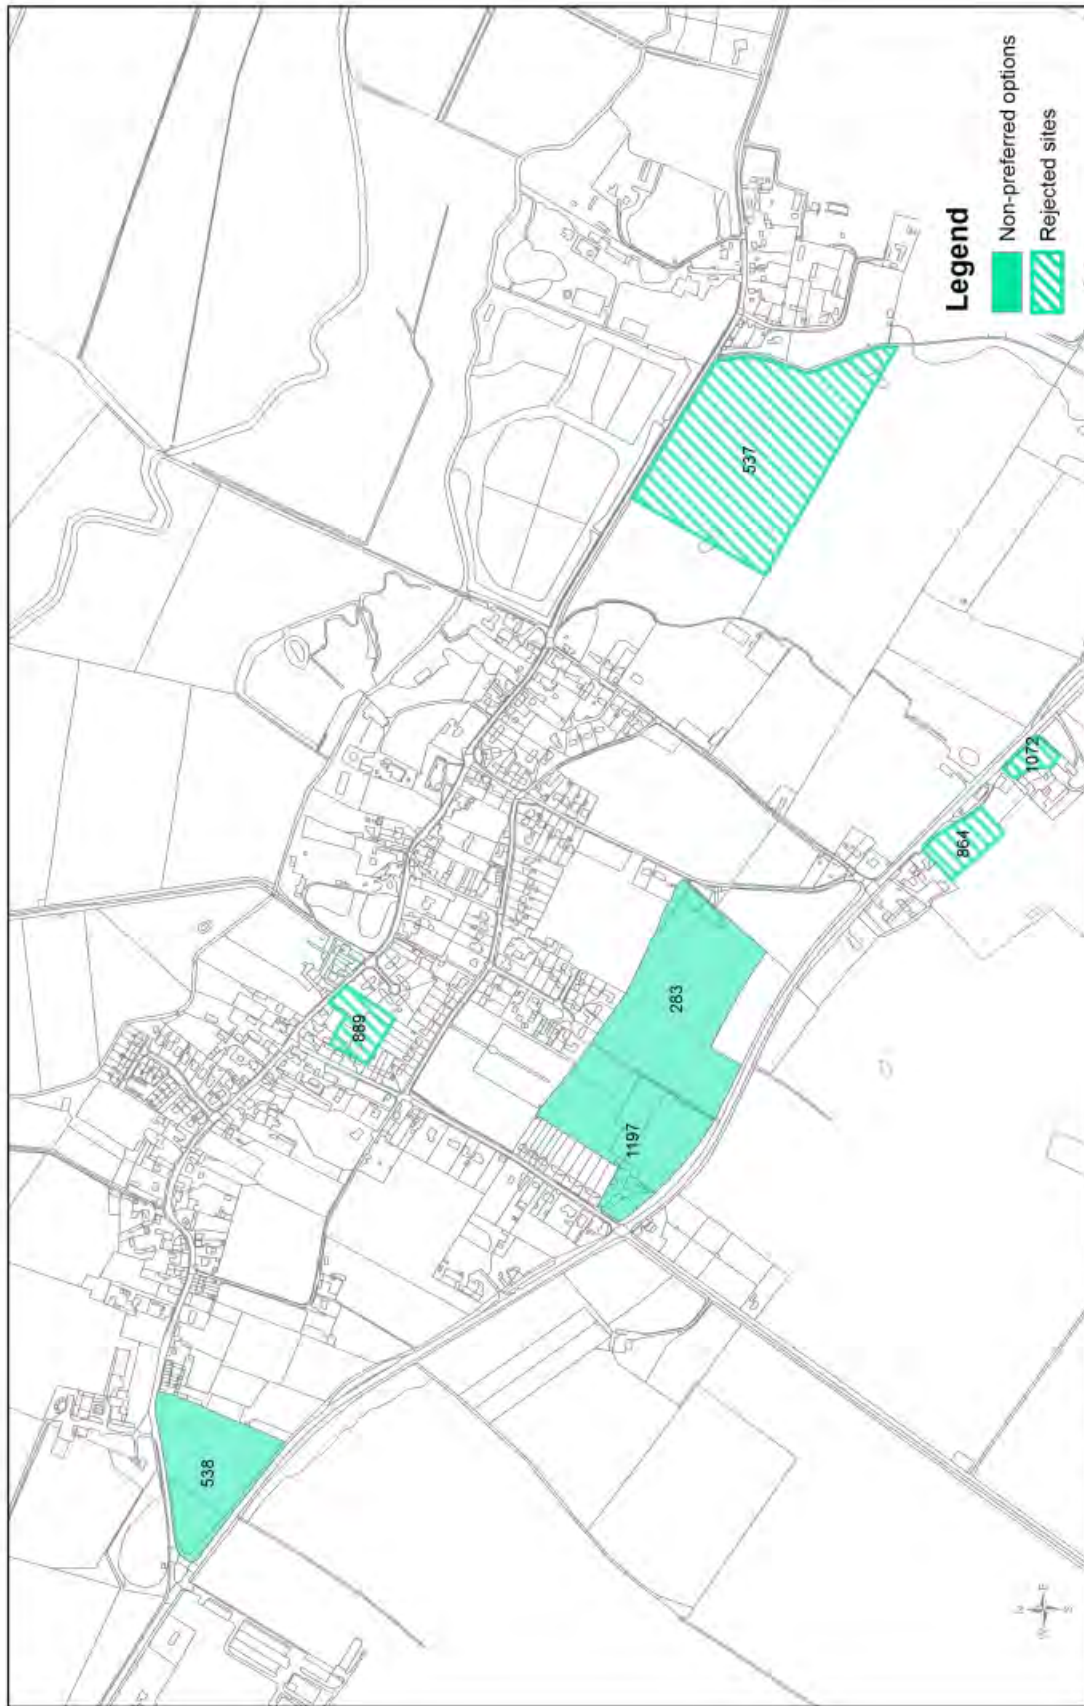 Legend
Non-preferred options
Rejected sites
538
889
1197
283
864
1072
537
N
E
S
W